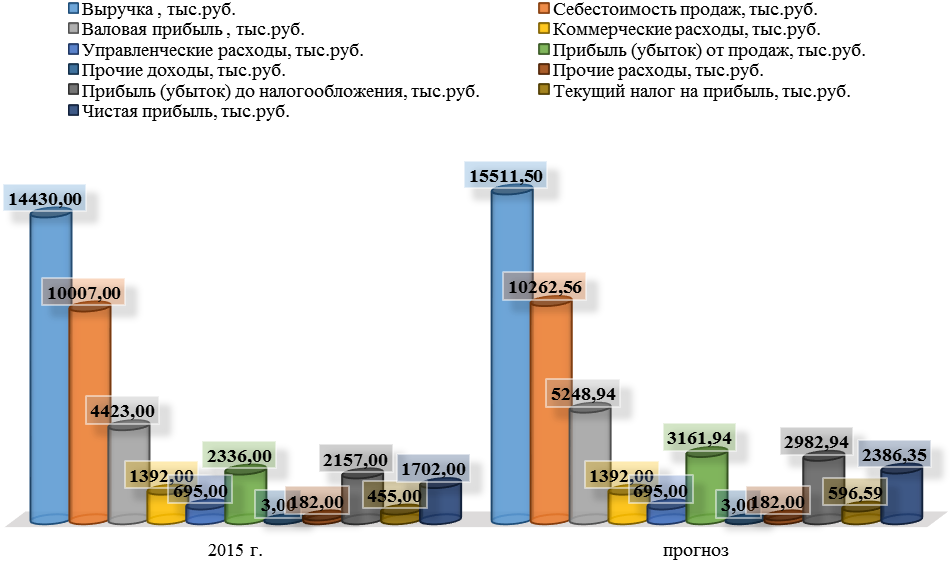 Выручка , тыс.руб.
Себестоимость продаж, тыс.руб.
Валовая прибыль , тыс.руб.
Коммерческие расходы, тыс.руб.
Управленческие расходы, тыс.руб.
Прибыль (убыток) от продаж, тыс.руб.
Прочие доходы, тыс.руб.
Прочие расходы, тыс.руб.
Прибыль (убыток) до налогообложения, тыс.руб.
Текущий налог на прибыль, тыс.руб.
Чистая прибыль, тыс.руб.
14430,00
10007,00
4423,00
1392,00
695,00
2336,00
3,00
182,00
2157,00
455,00
1702,00
15511,50
10262,56
5248,94
1392,00
695,00
3161,94
3,00
182,00
2982,94
596,59
2386,35
2015 г.
прогноз